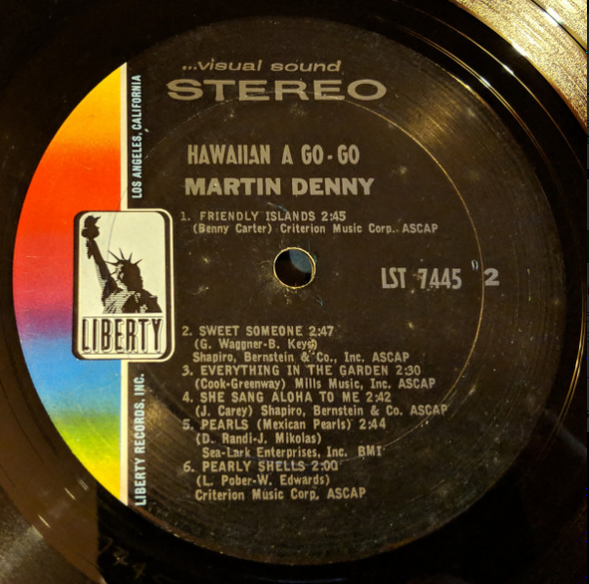 ...visual sound
STEREO
HAWAIIAN A GO-GO
MARTIN DENNY
1. FRIENDLY ISLANDS 2:45
(Benny Carter) Criterion Music Corp. ASCAP
LST 7445 2
2. SWEET SOMEONE 2:47
(G. Waggner-B. Keys)
Shapiro, Bernstein & Co., Inc. ASCAP
3. EVERYTHING IN THE GARDEN 2:30
(Cook-Greenway) Mills Music, Inc. ASCAP
4. SHE SANG ALOHA TO ME 2:42
(J. Carey) Shapiro, Bernstein & Co. ASCAP
5. PEARLS (Mexican Pearls) 2:44
(D. Randi-J. Mikolas)
Sea-Lark Enterprises, Inc. BMI
6. PEARLY SHELLS 2:00
(L. Pober-W. Edwards)
Criterion Music Corp. ASCAP
LIBERTY
LIBERTY RECORDS, INC.
LOS ANGELES, CALIFORNIA